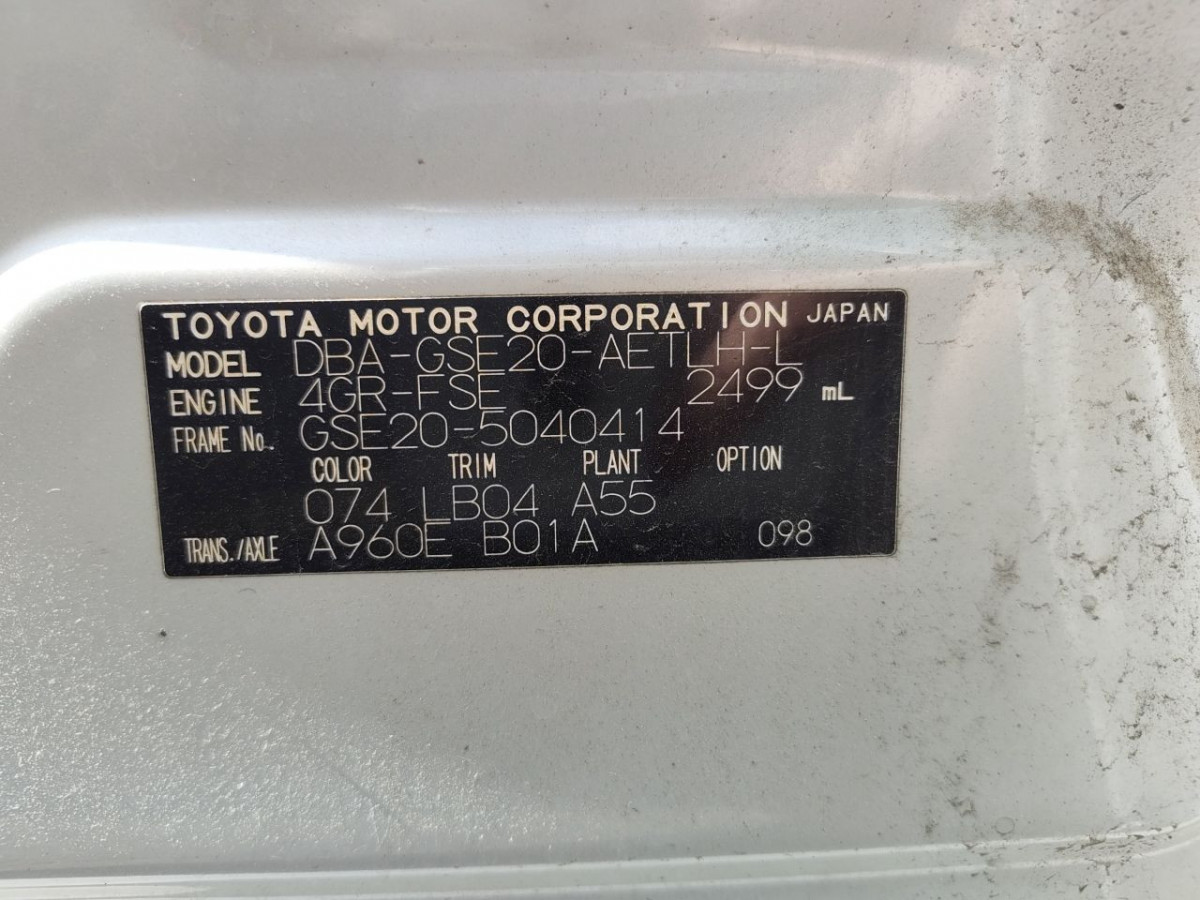 TOYOTA MOTOR CORPORATION JAPAN
MODEL DBA-GSE20-AETLH-L
ENGINE 4GR-FSE 2499 mL
FRAME No. GSE20-5040414
COLOR TRIM PLANT OPTION
074 LB04 A55
TRANS./AXLE A960E B01A 098